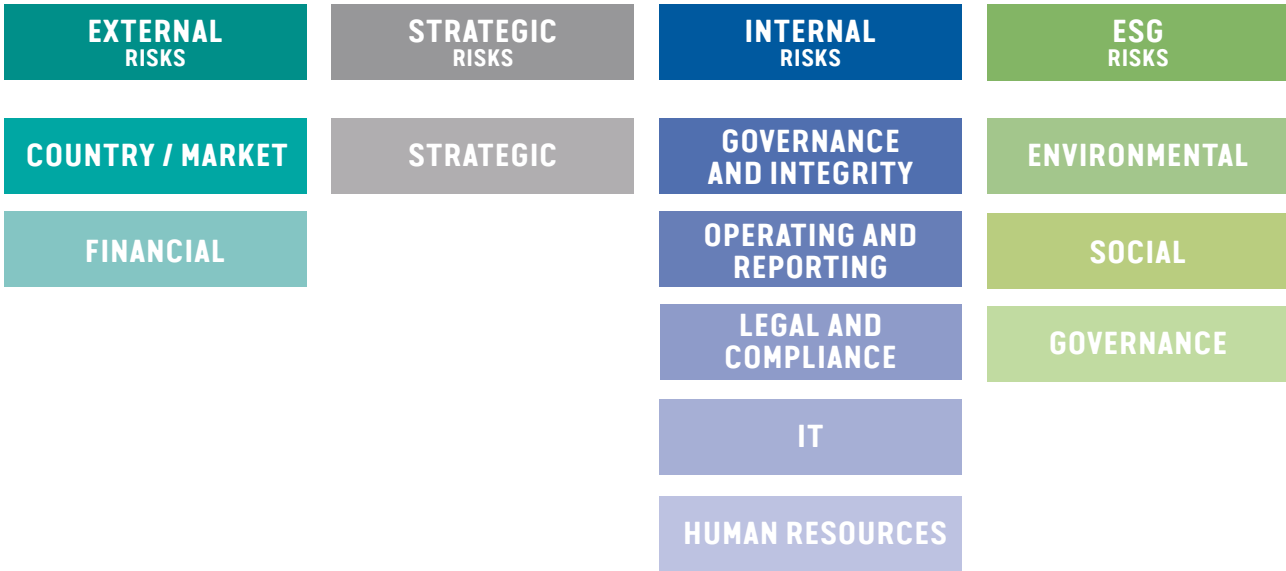 EXTERNAL
RISKS
COUNTRY / MARKET
FINANCIAL
STRATEGIC
RISKS
STRATEGIC
INTERNAL
RISKS
GOVERNANCE
AND INTEGRITY
OPERATING AND
REPORTING
LEGAL AND
COMPLIANCE
IT
HUMAN RESOURCES
ESG
RISKS
ENVIRONMENTAL
SOCIAL
GOVERNANCE